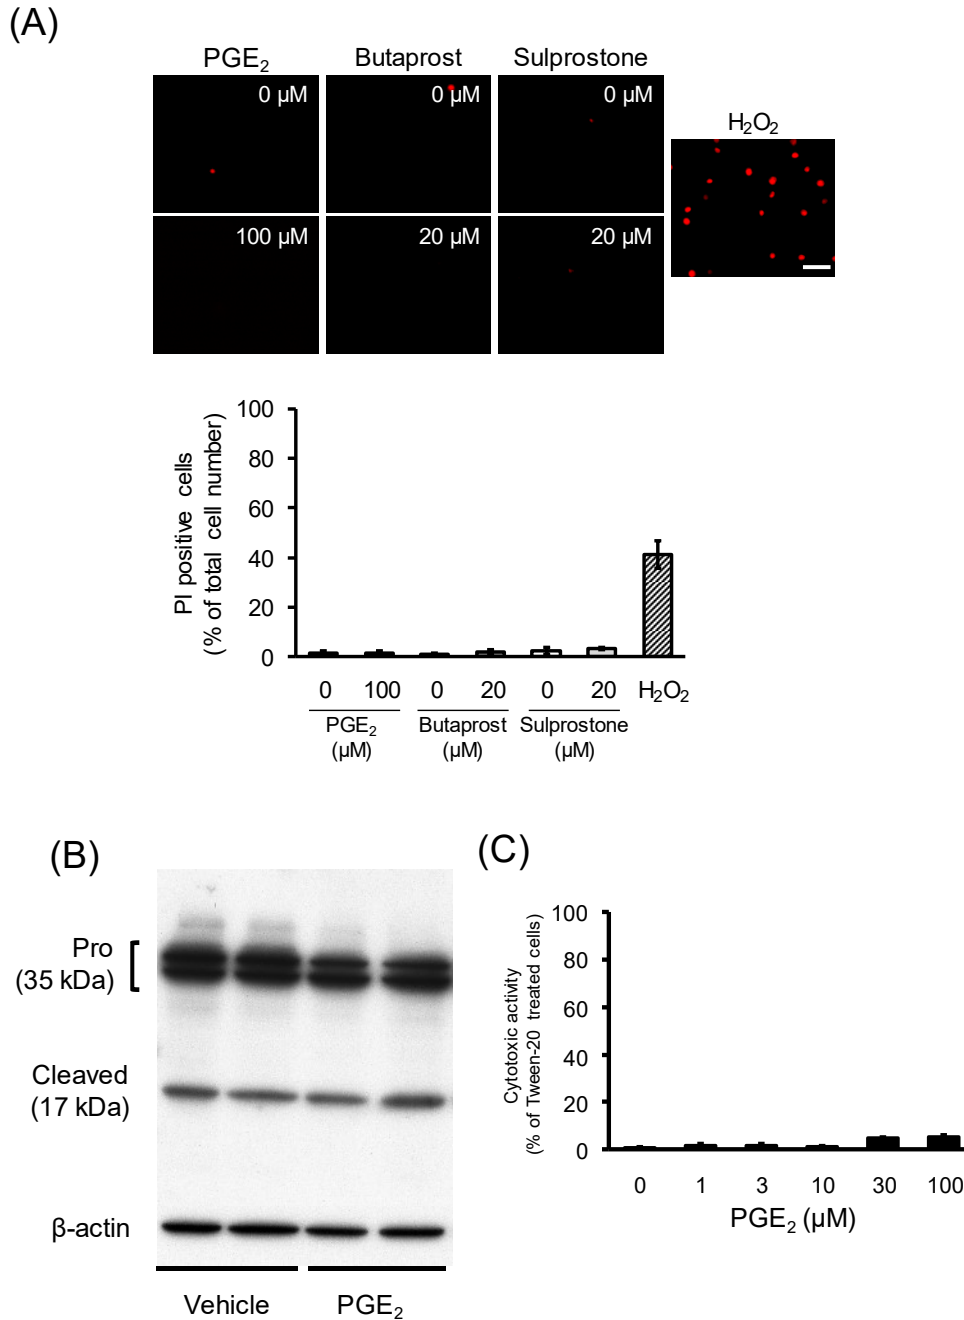 (A)
PGE₂ Butaprost Sulprostone
0 µM 0 µM 0 µM
H₂O₂
100 µM 20 µM 20 µM
PI positive cells
(% of total cell number)
100
80
60
40
20
0
0 100 0 20 0 20 H₂O₂
PGE₂ Butaprost Sulprostone
(µM) (µM) (µM)
(B)
Pro
(35 kDa)
Cleaved
(17 kDa)
β-actin
Vehicle PGE₂
(C)
Cytotoxic activity
(% of Tween-20 treated cells)
100
80
60
40
20
0
0 1 3 10 30 100
PGE₂ (µM)